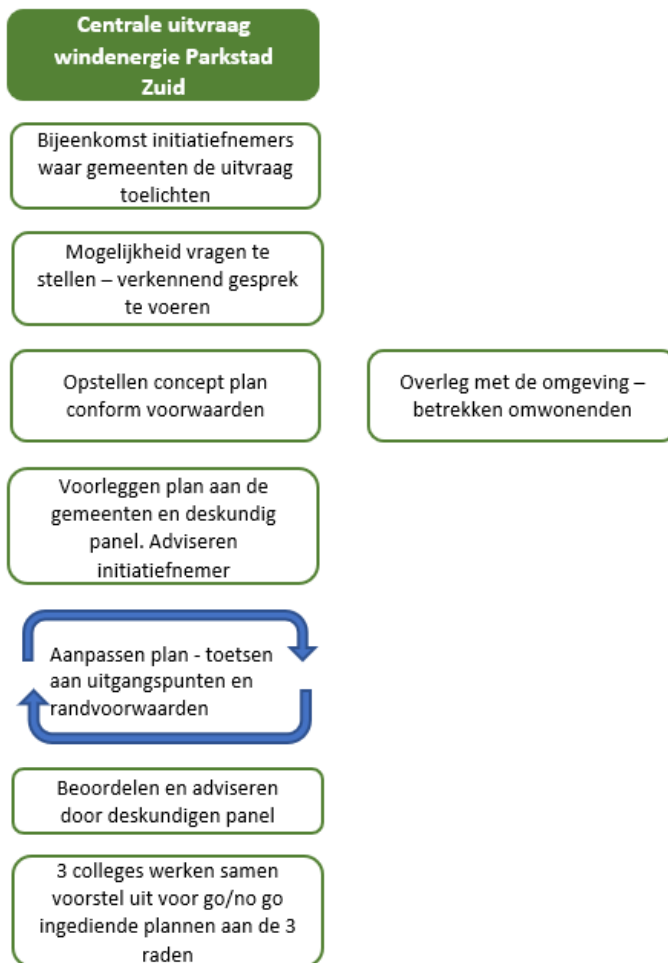 Centrale uitvraag
windenergie Parkstad
Zuid
Bijeenkomst initiatiefnemers
waar gemeenten de uitvraag
toelichten
Mogelijkheid vragen te
stellen – verkennend gesprek
te voeren
Opstellen concept plan
conform voorwaarden
Overleg met de omgeving –
betrekken omwonenden
Voorleggen plan aan de
gemeenten en deskundig
panel. Adviseren
initiatiefnemer
Aanpassen plan - toetsen
aan uitgangspunten en
randvoorwaarden
Beoordelen en adviseren
door deskundigen panel
3 colleges werken samen
voorstel uit voor go/no go
ingediende plannen aan de 3
raden